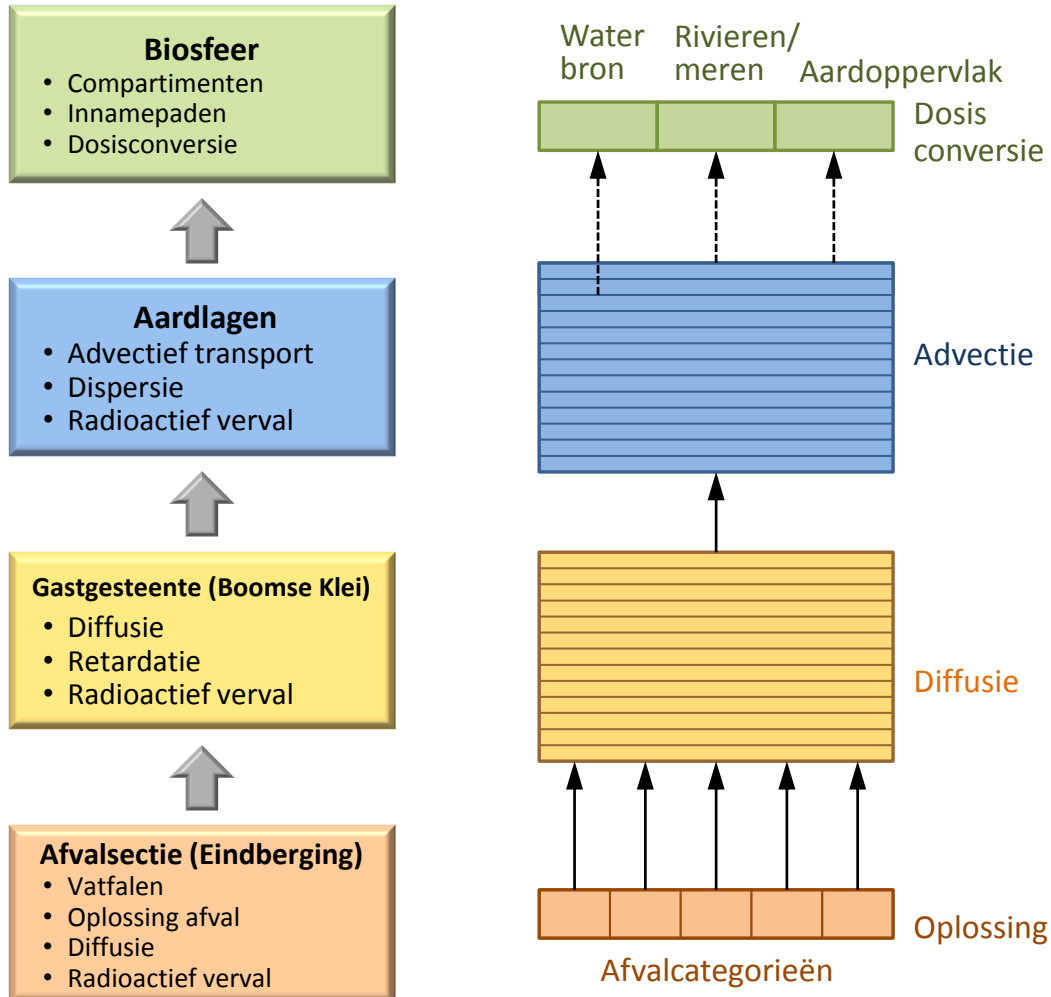 Biosfeer
• Compartimenten
• Innamepaden
• Dosisconversie
Aardlagen
• Advectief transport
• Dispersie
• Radioactief verval
Gastgesteente (Boomse Klei)
• Diffusie
• Retardatie
• Radioactief verval
Afvalsectie (Eindberging)
• Vatfalen
• Oplossing afval
• Diffusie
• Radioactief verval
Water
bron
Rivieren/
meren
Aardoppervlak
Dosis
conversie
Advectie
Diffusie
Oplossing
Afvalcategorieën